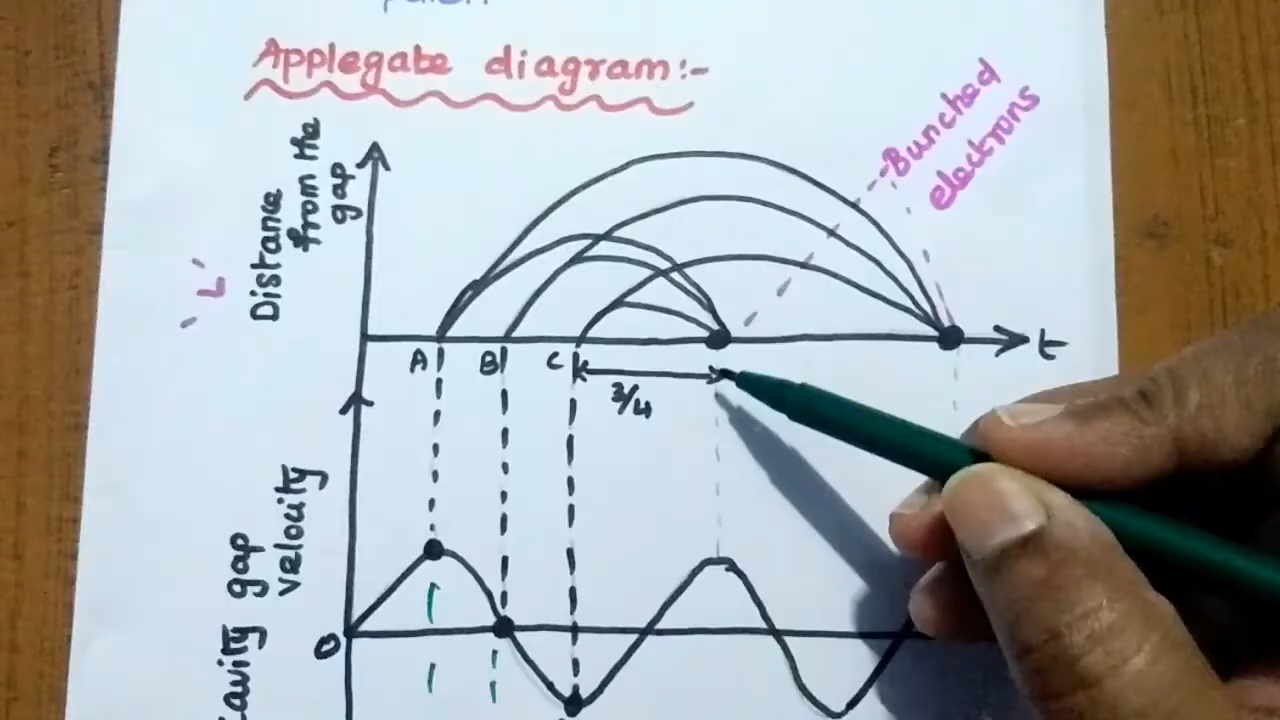 Applegate diagram:-
Bunched
electrons
Distance
from the
gap
'L'
A
B
C
t
3/4
Cavity gap
velocity
0